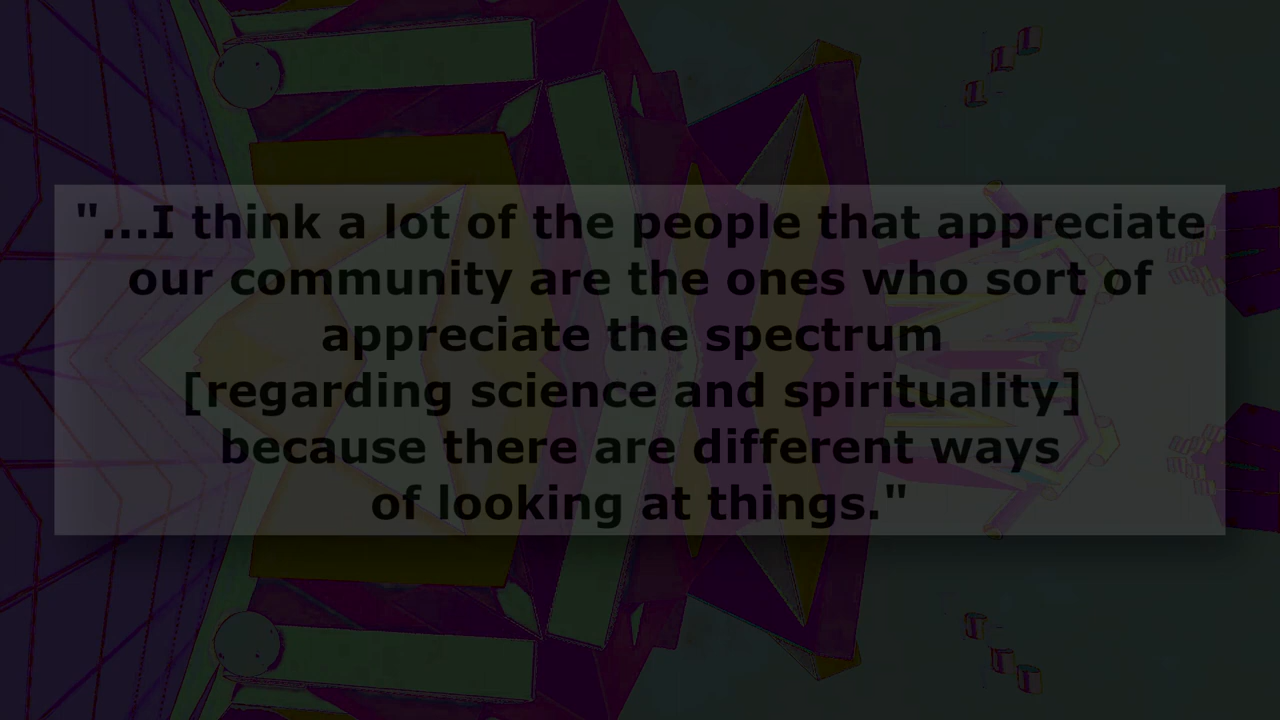 "...I think a lot of the people that appreciate
our community are the ones who sort of
appreciate the spectrum
[regarding science and spirituality]
because there are different ways
of looking at things."